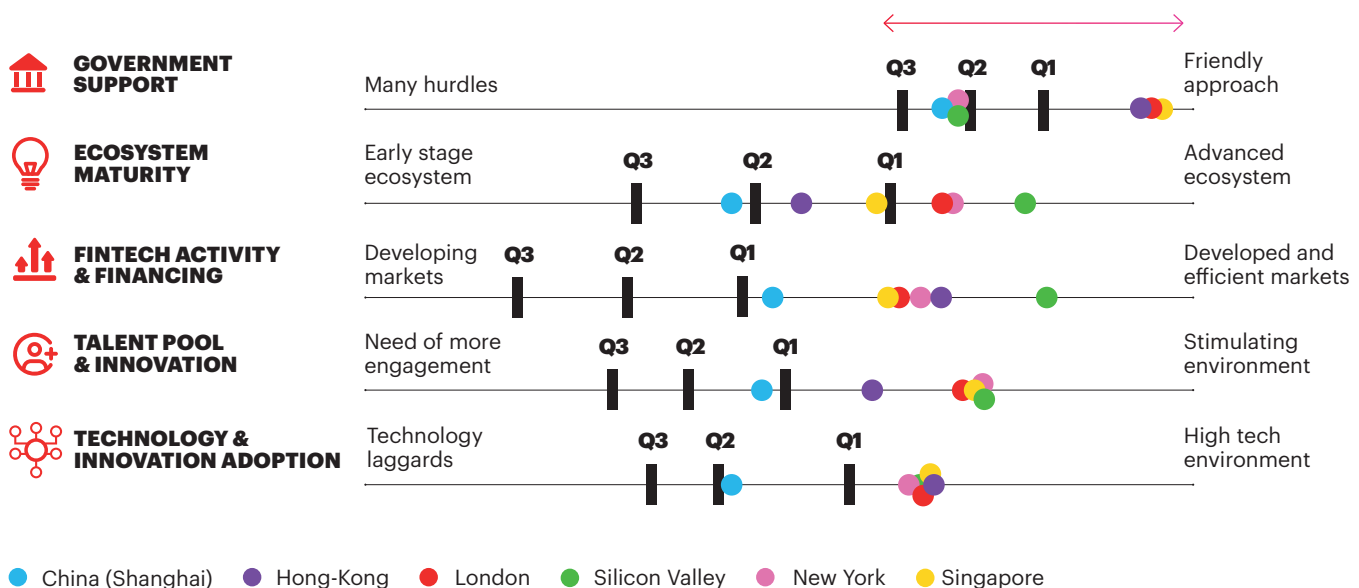 GOVERNMENT
SUPPORT
Many hurdles
Q3
Q2
Q1
Friendly
approach
ECOSYSTEM
MATURITY
Early stage
ecosystem
Q3
Q2
Q1
Advanced
ecosystem
FINTECH ACTIVITY
& FINANCING
Developing
markets
Q3
Q2
Q1
Developed and
efficient markets
TALENT POOL
& INNOVATION
Need of more
engagement
Q3
Q2
Q1
Stimulating
environment
TECHNOLOGY &
INNOVATION ADOPTION
Technology
laggards
Q3
Q2
Q1
High tech
environment
China (Shanghai)
Hong-Kong
London
Silicon Valley
New York
Singapore